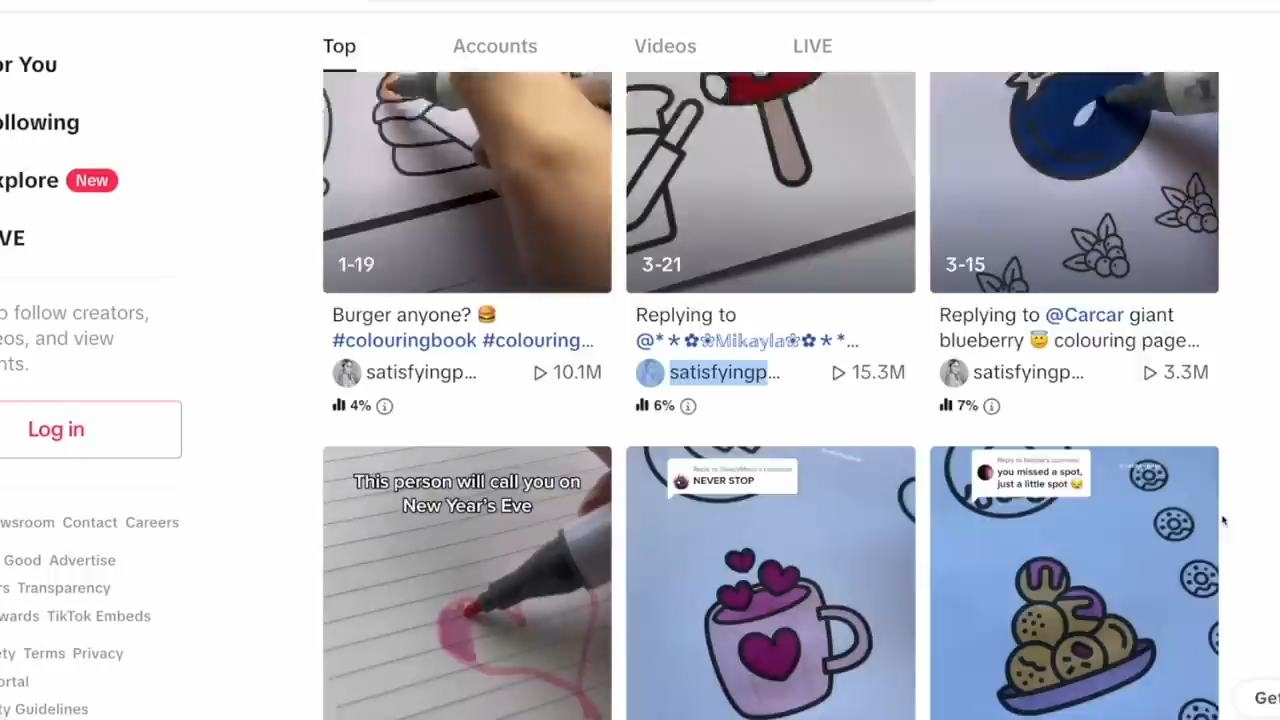 Top Accounts Videos LIVE
or You
ollowing
xplore New
VE
o follow creators,
eos, and view
nts.
Log in
wsroom Contact Careers
Good Advertise
rs Transparency
wards TikTok Embeds
ety Terms Privacy
ortal
ty Guidelines
1-19
Burger anyone? 🍔
#colouringbook #colouring...
satisfyingp... 10.1M
4%
3-21
Replying to
@*★✿❀Mikayla❀✿★*...
satisfyingp... 15.3M
6%
3-15
Replying to @Carcar giant
blueberry 😇 colouring page...
satisfyingp... 3.3M
7%
This person will call you on
New Year's Eve
NEVER STOP
you missed a spot,
just a little spot 😂
Get